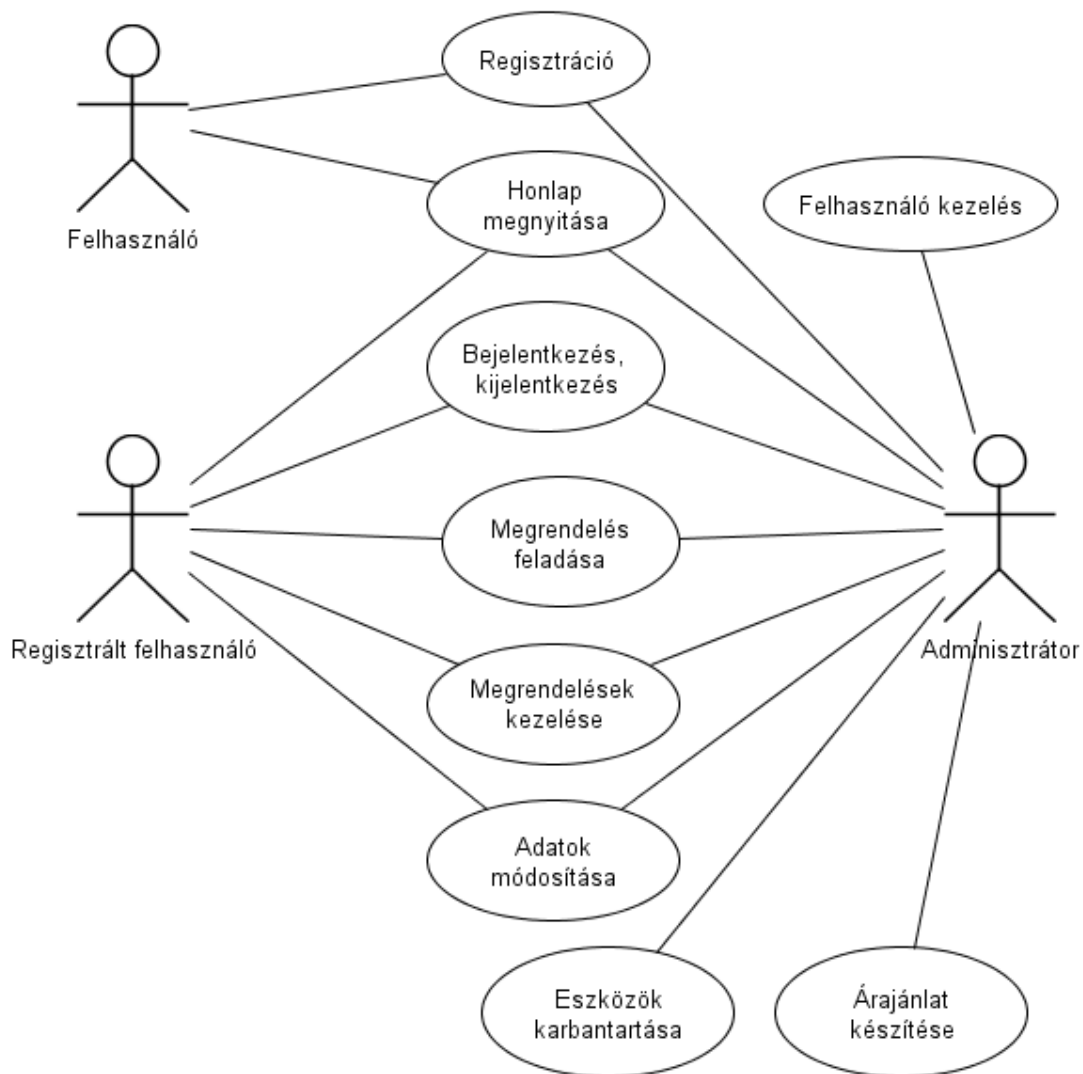 Regisztráció
Honlap
megnyitása
Felhasználó kezelés
Felhasználó
Bejelentkezés,
kijelentkezés
Megrendelés
feladása
Regisztrált felhasználó
Adminisztrátor
Megrendelések
kezelése
Adatok
módosítása
Eszközök
karbantartása
Árajánlat
készítése